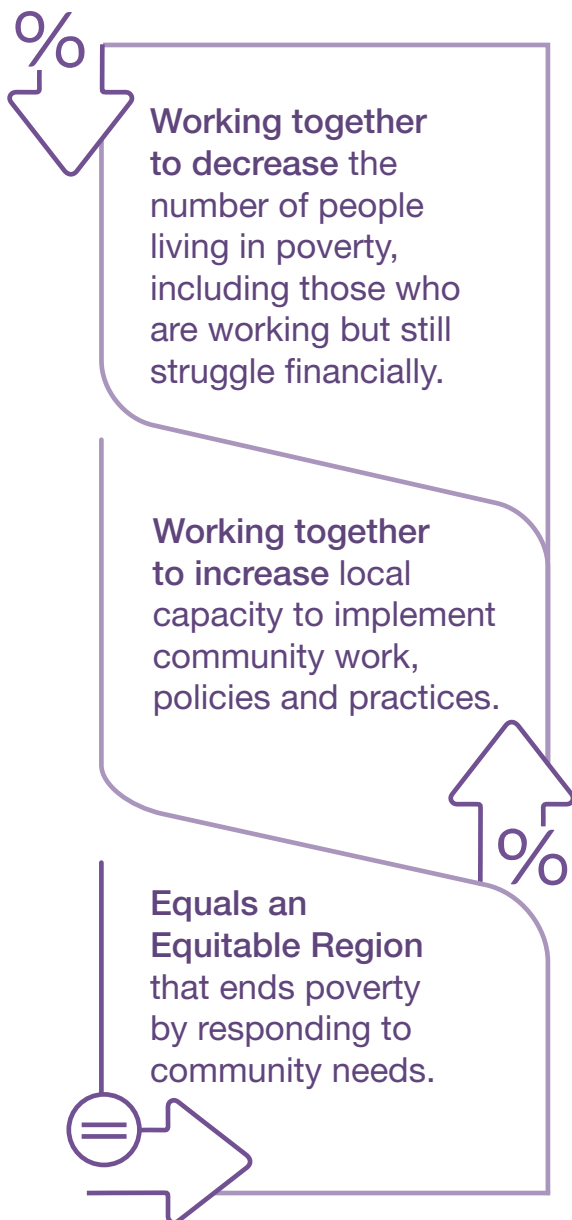 %
Working together
to decrease the
number of people
living in poverty,
including those who
are working but still
struggle financially.
Working together
to increase local
capacity to implement
community work,
policies and practices.
%
Equals an
Equitable Region
that ends poverty
by responding to
community needs.
=